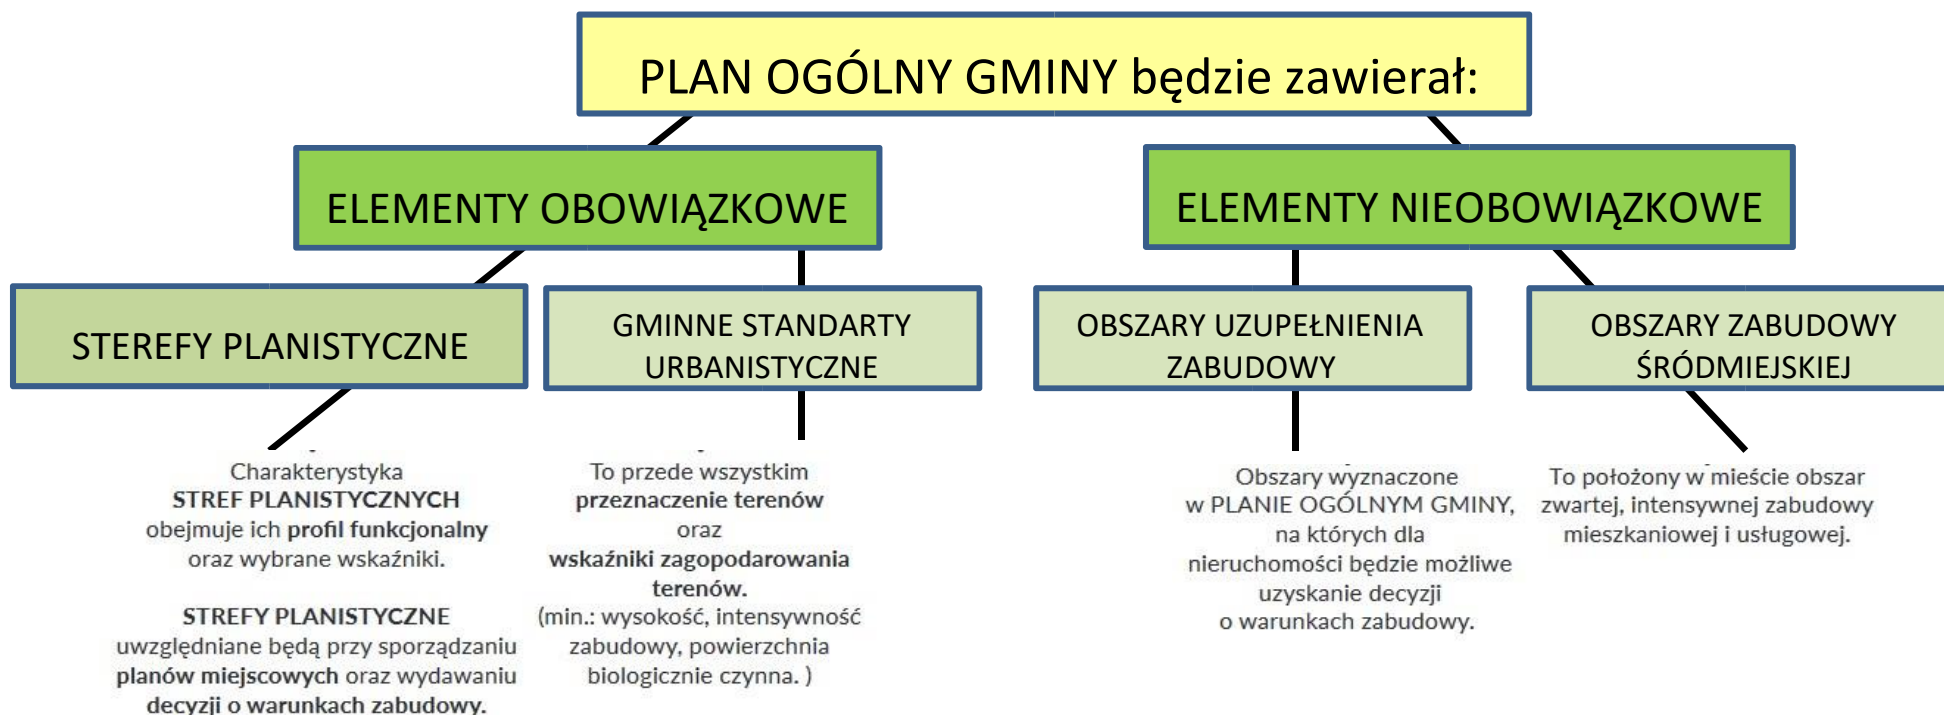 PLAN OGÓLNY GMINY będzie zawierał:
ELEMENTY OBOWIĄZKOWE
ELEMENTY NIEOBOWIĄZKOWE
STEREFY PLANISTYCZNE
GMINNE STANDARTY
URBANISTYCZNE
OBSZARY UZUPEŁNIENIA
ZABUDOWY
OBSZARY ZABUDOWY
ŚRÓDMIEJSKIEJ
Charakterystyka
STREF PLANISTYCZNYCH
obejmuje ich profil funkcjonalny
oraz wybrane wskaźniki.
STREFY PLANISTYCZNE
uwzględniane będą przy sporządzaniu
planów miejscowych oraz wydawaniu
decyzji o warunkach zabudowy.
To przede wszystkim
przeznaczenie terenów
oraz
wskaźniki zagopodarowania
terenów.
(min.: wysokość, intensywność
zabudowy, powierzchnia
biologicznie czynna. )
Obszary wyznaczone
w PLANIE OGÓLNYM GMINY,
na których dla
nieruchomości będzie możliwe
uzyskanie decyzji
o warunkach zabudowy.
To położony w mieście obszar
zwartej, intensywnej zabudowy
mieszkaniowej i usługowej.